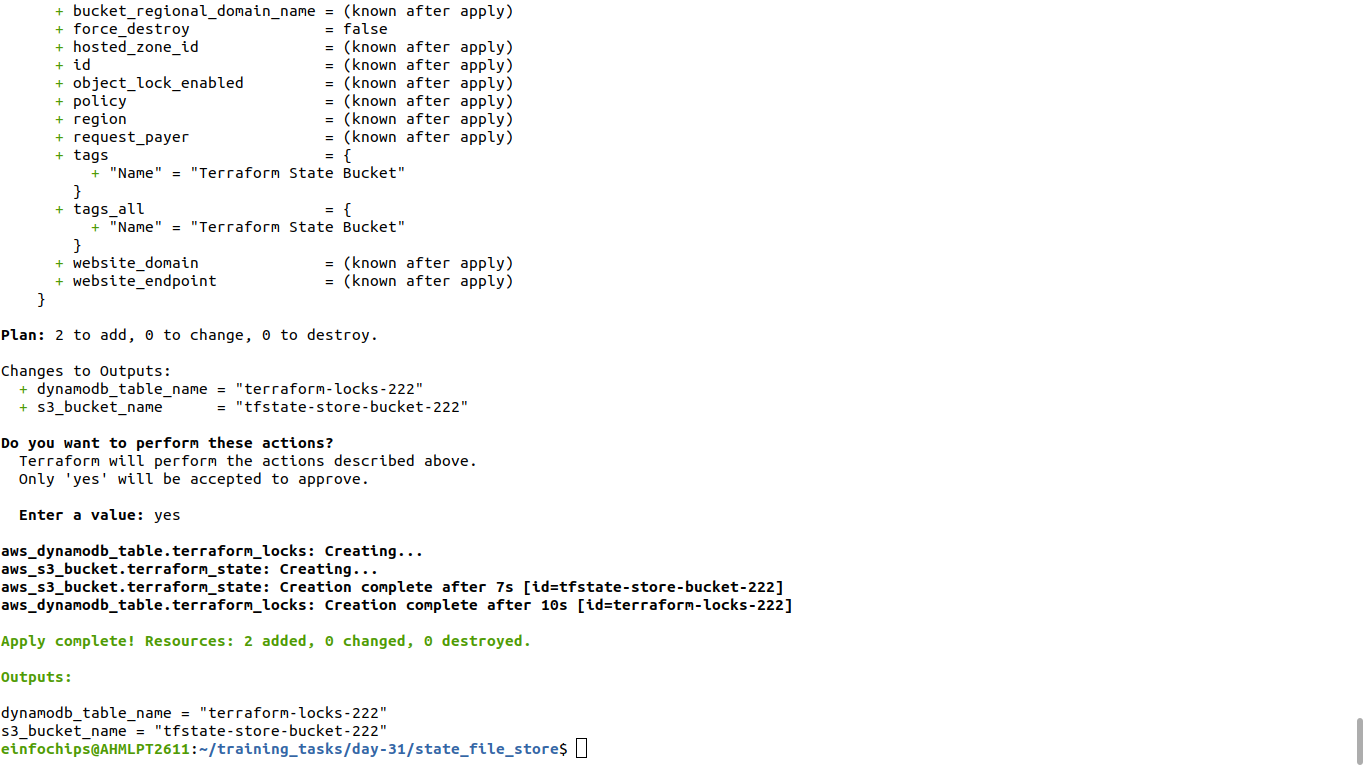 + bucket_regional_domain_name = (known after apply)
      + force_destroy               = false
      + hosted_zone_id              = (known after apply)
      + id                          = (known after apply)
      + object_lock_enabled         = (known after apply)
      + policy                      = (known after apply)
      + region                      = (known after apply)
      + request_payer               = (known after apply)
      + tags                        = {
          + "Name" = "Terraform State Bucket"
        }
      + tags_all                    = {
          + "Name" = "Terraform State Bucket"
        }
      + website_domain              = (known after apply)
      + website_endpoint            = (known after apply)
    }

Plan: 2 to add, 0 to change, 0 to destroy.

Changes to Outputs:
  + dynamodb_table_name = "terraform-locks-222"
  + s3_bucket_name      = "tfstate-store-bucket-222"

Do you want to perform these actions?
  Terraform will perform the actions described above.
  Only 'yes' will be accepted to approve.

  Enter a value: yes

aws_dynamodb_table.terraform_locks: Creating...
aws_s3_bucket.terraform_state: Creating...
aws_s3_bucket.terraform_state: Creation complete after 7s [id=tfstate-store-bucket-222]
aws_dynamodb_table.terraform_locks: Creation complete after 10s [id=terraform-locks-222]

Apply complete! Resources: 2 added, 0 changed, 0 destroyed.

Outputs:

dynamodb_table_name = "terraform-locks-222"
s3_bucket_name = "tfstate-store-bucket-222"
einfochips@AHMLPT2611:~/training_tasks/day-31/state_file_store$